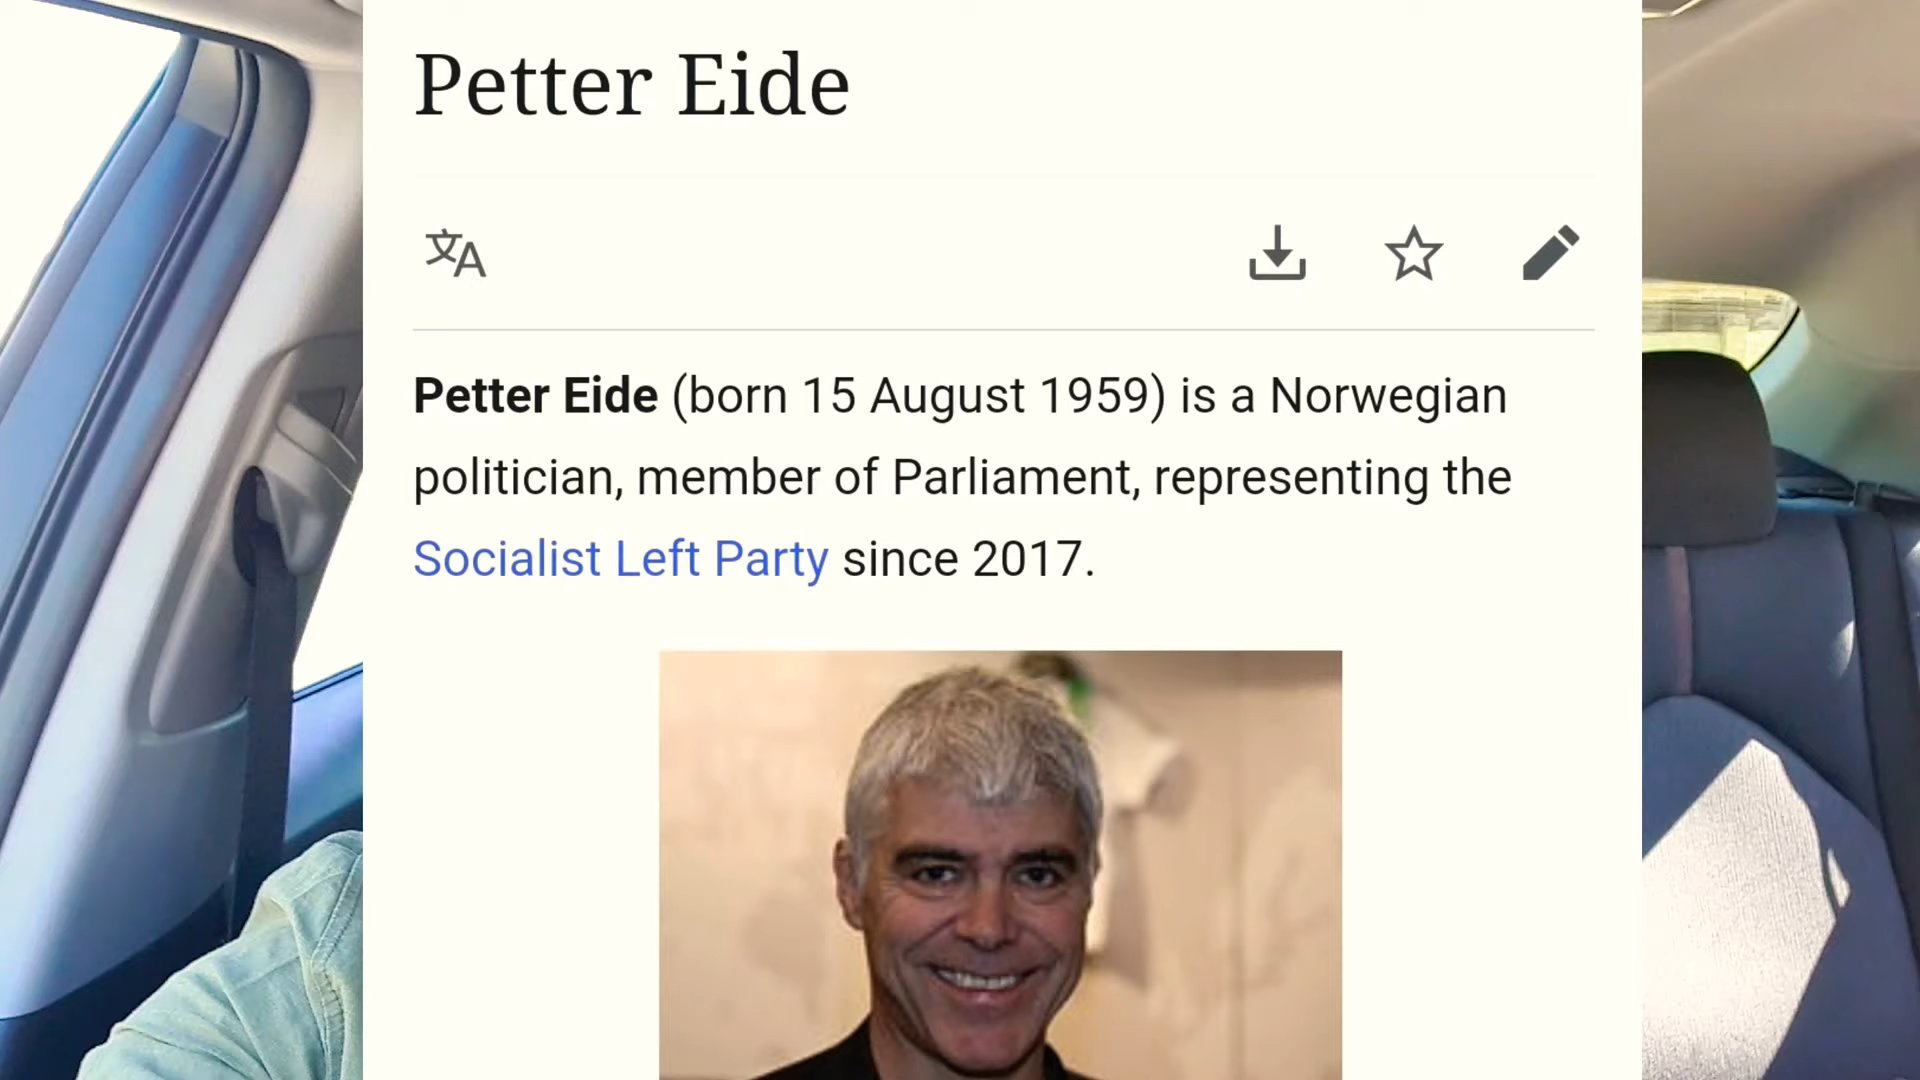 Petter Eide
Petter Eide (born 15 August 1959) is a Norwegian
politician, member of Parliament, representing the
Socialist Left Party since 2017.